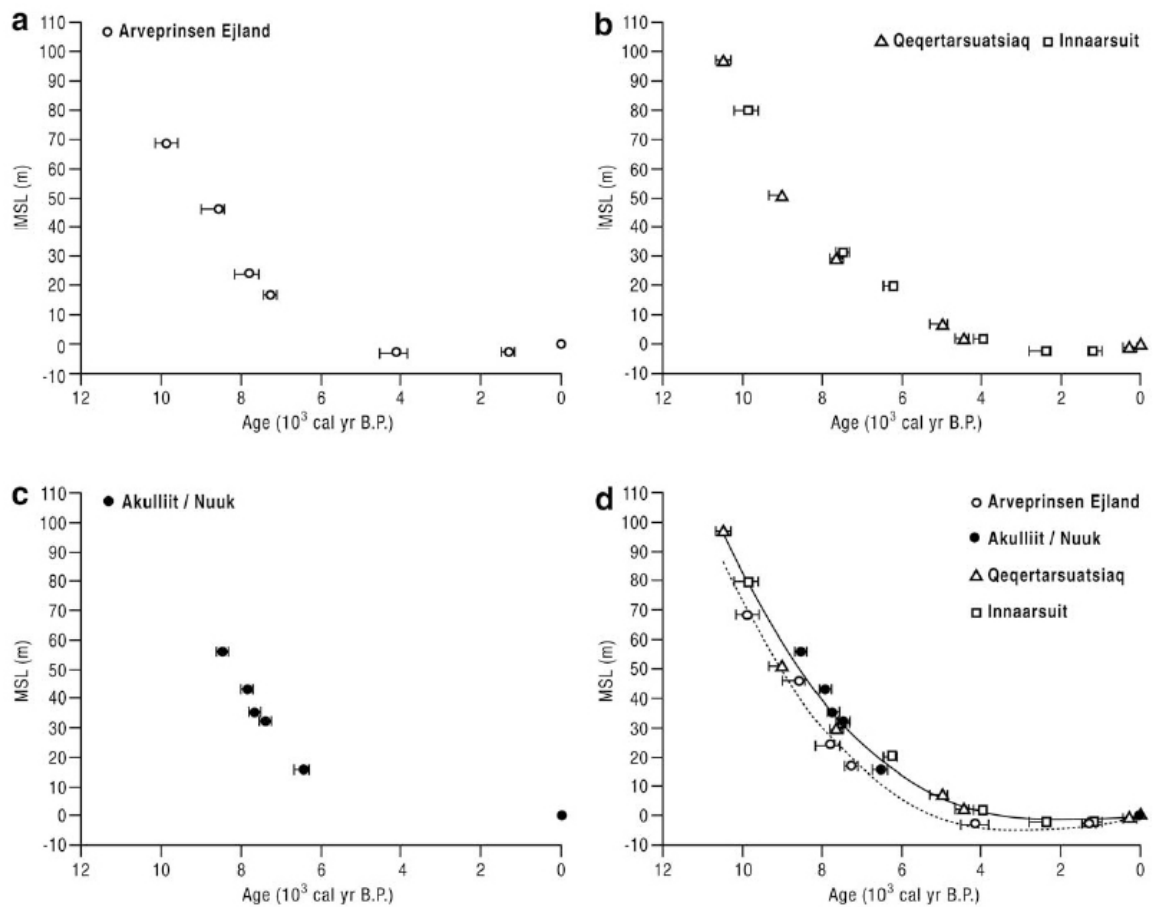 a
Arveprinsen Ejland
110
100
90
80
70
60
50
40
30
20
10
0
-10
IMSL (m)
12 10 8 6 4 2 0
Age (10³ cal yr B.P.)
b
Qeqertarsuatsiaq Innaarsuit
110
100
90
80
70
60
50
40
30
20
10
0
-10
IMSL (m)
12 10 8 6 4 2 0
Age (10³ cal yr B.P.)
c
Akulliit / Nuuk
110
100
90
80
70
60
50
40
30
20
10
0
-10
MSL (m)
12 10 8 6 4 2 0
Age (10³ cal yr B.P.)
d
Arveprinsen Ejland
Akulliit / Nuuk
Qeqertarsuatsiaq
Innaarsuit
110
100
90
80
70
60
50
40
30
20
10
0
-10
MSL (m)
12 10 8 6 4 2 0
Age (10³ cal yr B.P.)